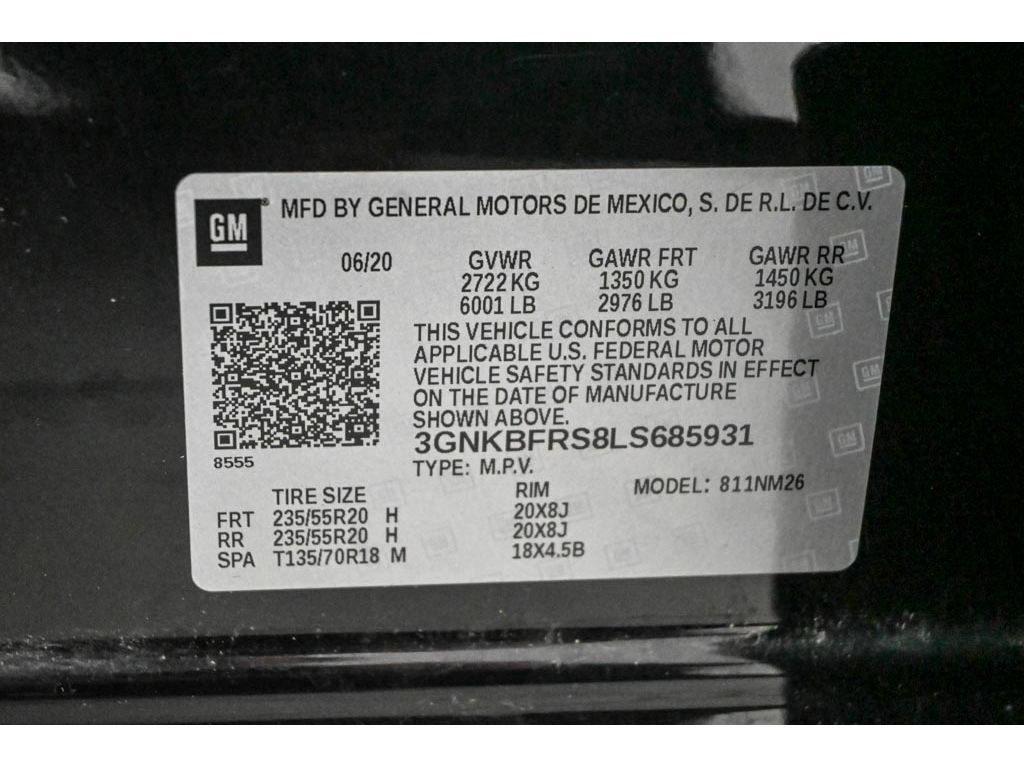 GM
MFD BY GENERAL MOTORS DE MEXICO, S. DE R.L. DE C.V.
06/20 GVWR GAWR FRT GAWR RR
2722 KG 1350 KG 1450 KG
6001 LB 2976 LB 3196 LB
THIS VEHICLE CONFORMS TO ALL
APPLICABLE U.S. FEDERAL MOTOR
VEHICLE SAFETY STANDARDS IN EFFECT
ON THE DATE OF MANUFACTURE
SHOWN ABOVE.
3GNKBFRS8LS685931
8555
TYPE: M.P.V. MODEL: 811NM26
TIRE SIZE RIM
FRT 235/55R20 H 20X8J
RR 235/55R20 H 20X8J
SPA T135/70R18 M 18X4.5B